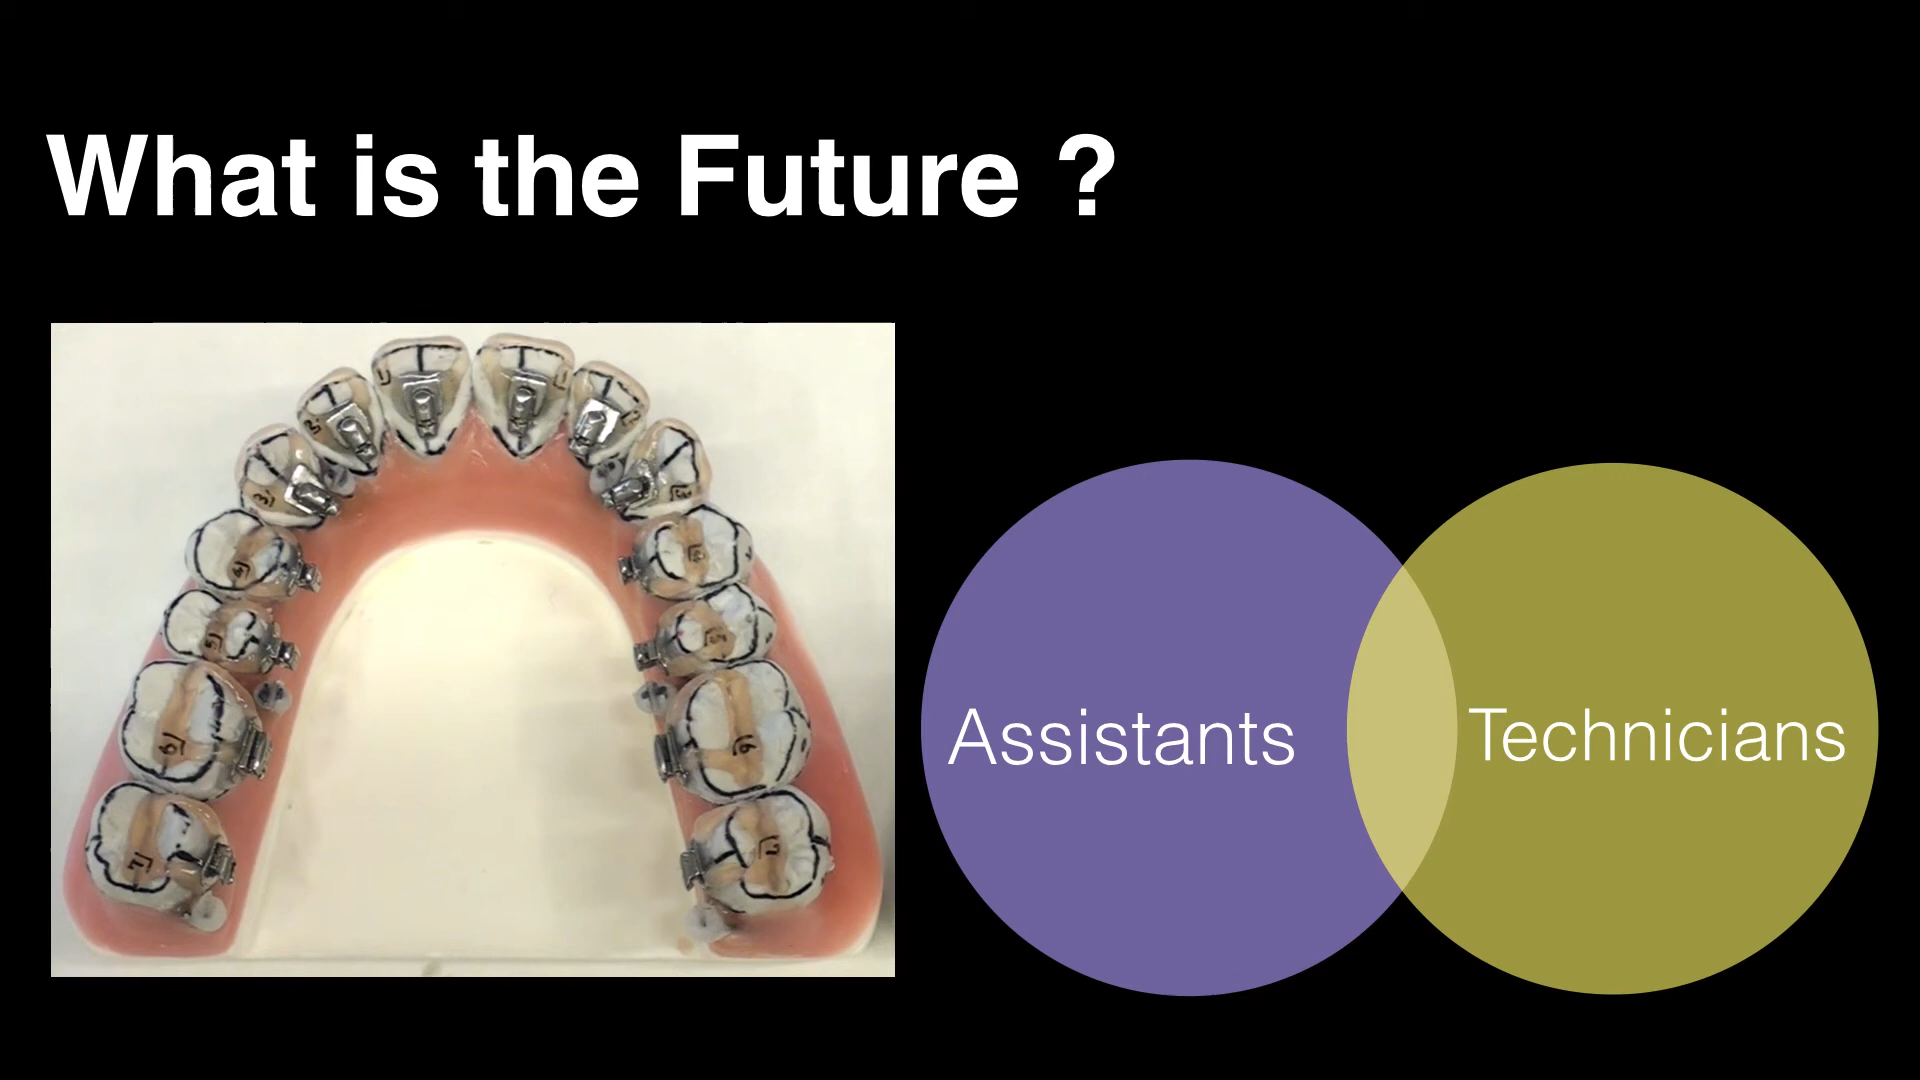 What is the Future ?
Assistants
Technicians